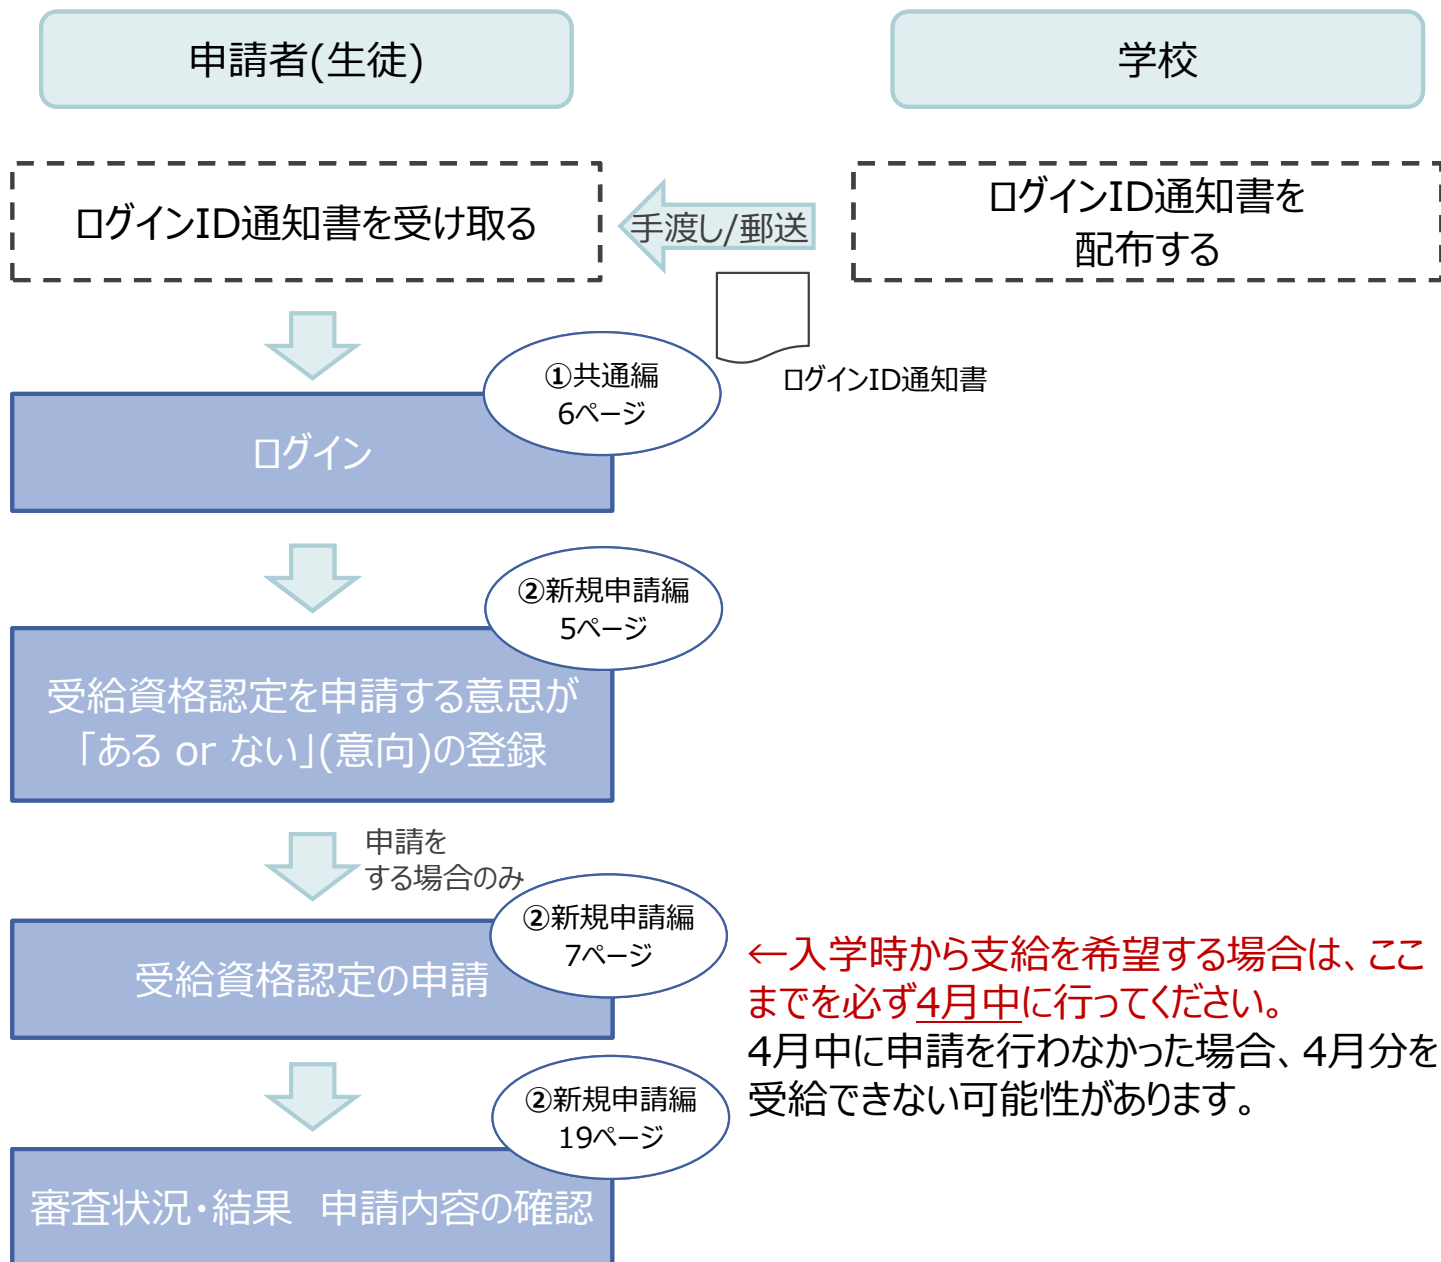 申請者(生徒)
学校
ログインID通知書を受け取る
手渡し/郵送
ログインID通知書を
配布する
ログインID通知書
①共通編
6ページ
ログイン
②新規申請編
5ページ
受給資格認定を申請する意思が
「ある or ない」(意向)の登録
申請を
する場合のみ
②新規申請編
7ページ
受給資格認定の申請
←入学時から支給を希望する場合は、ここ
までを必ず4月中に行ってください。
4月中に申請を行わなかった場合、4月分を
受給できない可能性があります。
②新規申請編
19ページ
審査状況・結果　申請内容の確認